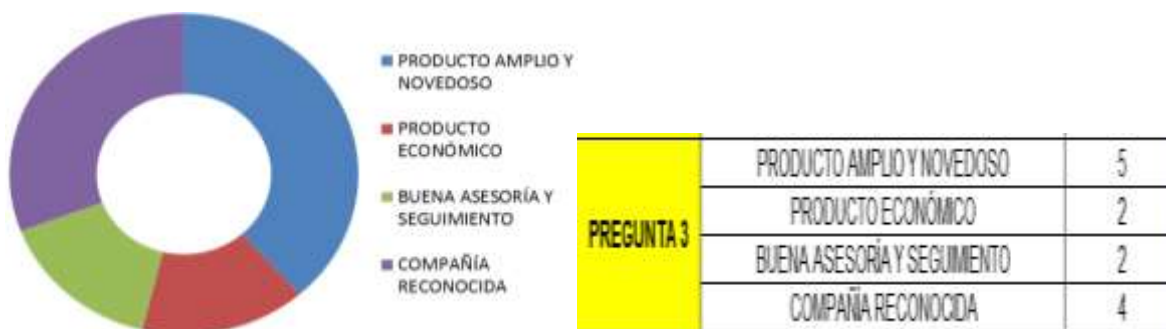 PRODUCTO AMPLIO Y
NOVEDOSO
PRODUCTO
ECONÓMICO
BUENA ASESORÍA Y
SEGUIMIENTO
COMPAÑÍA
RECONOCIDA
PREGUNTA 3
PRODUCTO AMPLIO Y NOVEDOSO 5
PRODUCTO ECONÓMICO 2
BUENA ASESORÍA Y SEGUIMIENTO 2
COMPAÑÍA RECONOCIDA 4